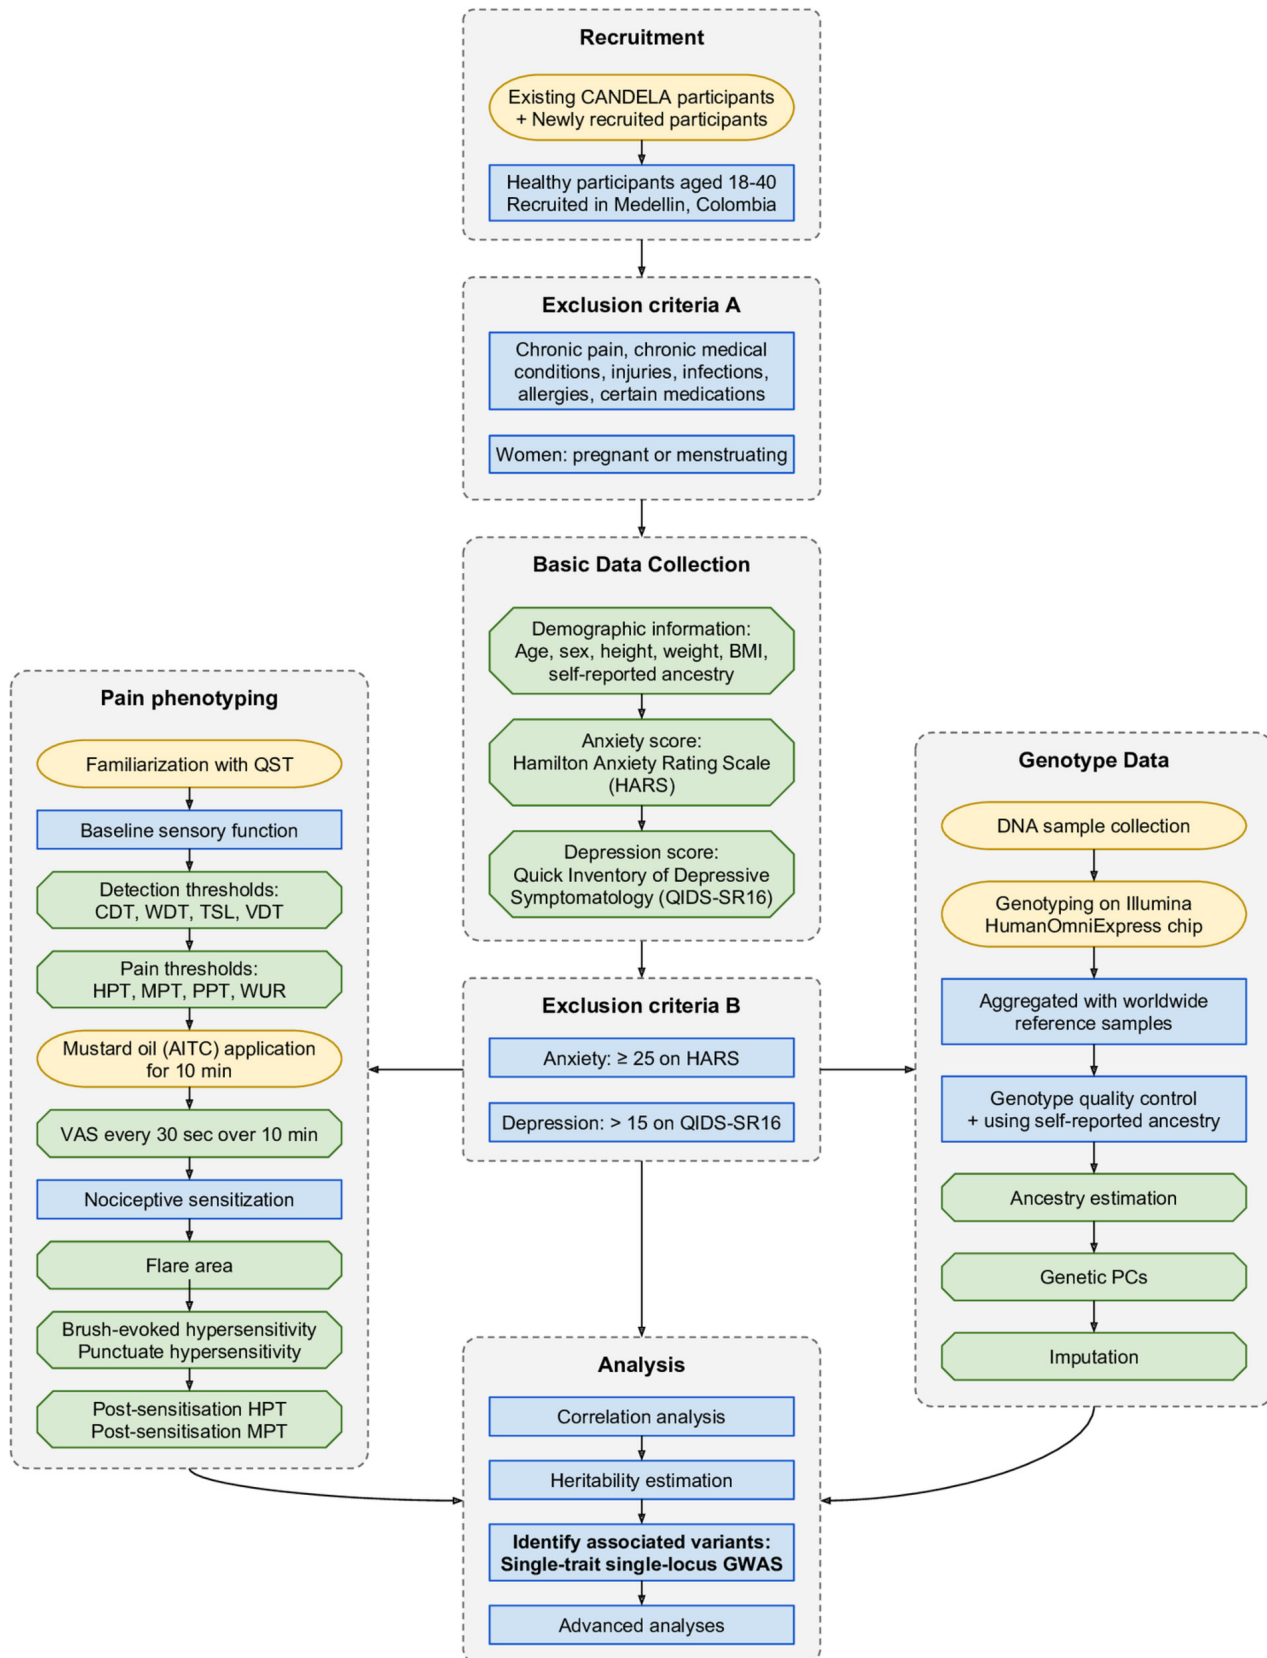 Recruitment
Existing CANDELA participants
+ Newly recruited participants
Healthy participants aged 18-40
Recruited in Medellin, Colombia
Exclusion criteria A
Chronic pain, chronic medical
conditions, injuries, infections,
allergies, certain medications
Women: pregnant or menstruating
Basic Data Collection
Demographic information:
Age, sex, height, weight, BMI,
self-reported ancestry
Anxiety score:
Hamilton Anxiety Rating Scale
(HARS)
Depression score:
Quick Inventory of Depressive
Symptomatology (QIDS-SR16)
Exclusion criteria B
Anxiety: ≥ 25 on HARS
Depression: > 15 on QIDS-SR16
Pain phenotyping
Familiarization with QST
Baseline sensory function
Detection thresholds:
CDT, WDT, TSL, VDT
Pain thresholds:
HPT, MPT, PPT, WUR
Mustard oil (AITC) application
for 10 min
VAS every 30 sec over 10 min
Nociceptive sensitization
Flare area
Brush-evoked hypersensitivity
Punctuate hypersensitivity
Post-sensitisation HPT
Post-sensitisation MPT
Genotype Data
DNA sample collection
Genotyping on Illumina
HumanOmniExpress chip
Aggregated with worldwide
reference samples
Genotype quality control
+ using self-reported ancestry
Ancestry estimation
Genetic PCs
Imputation
Analysis
Correlation analysis
Heritability estimation
Identify associated variants:
Single-trait single-locus GWAS
Advanced analyses